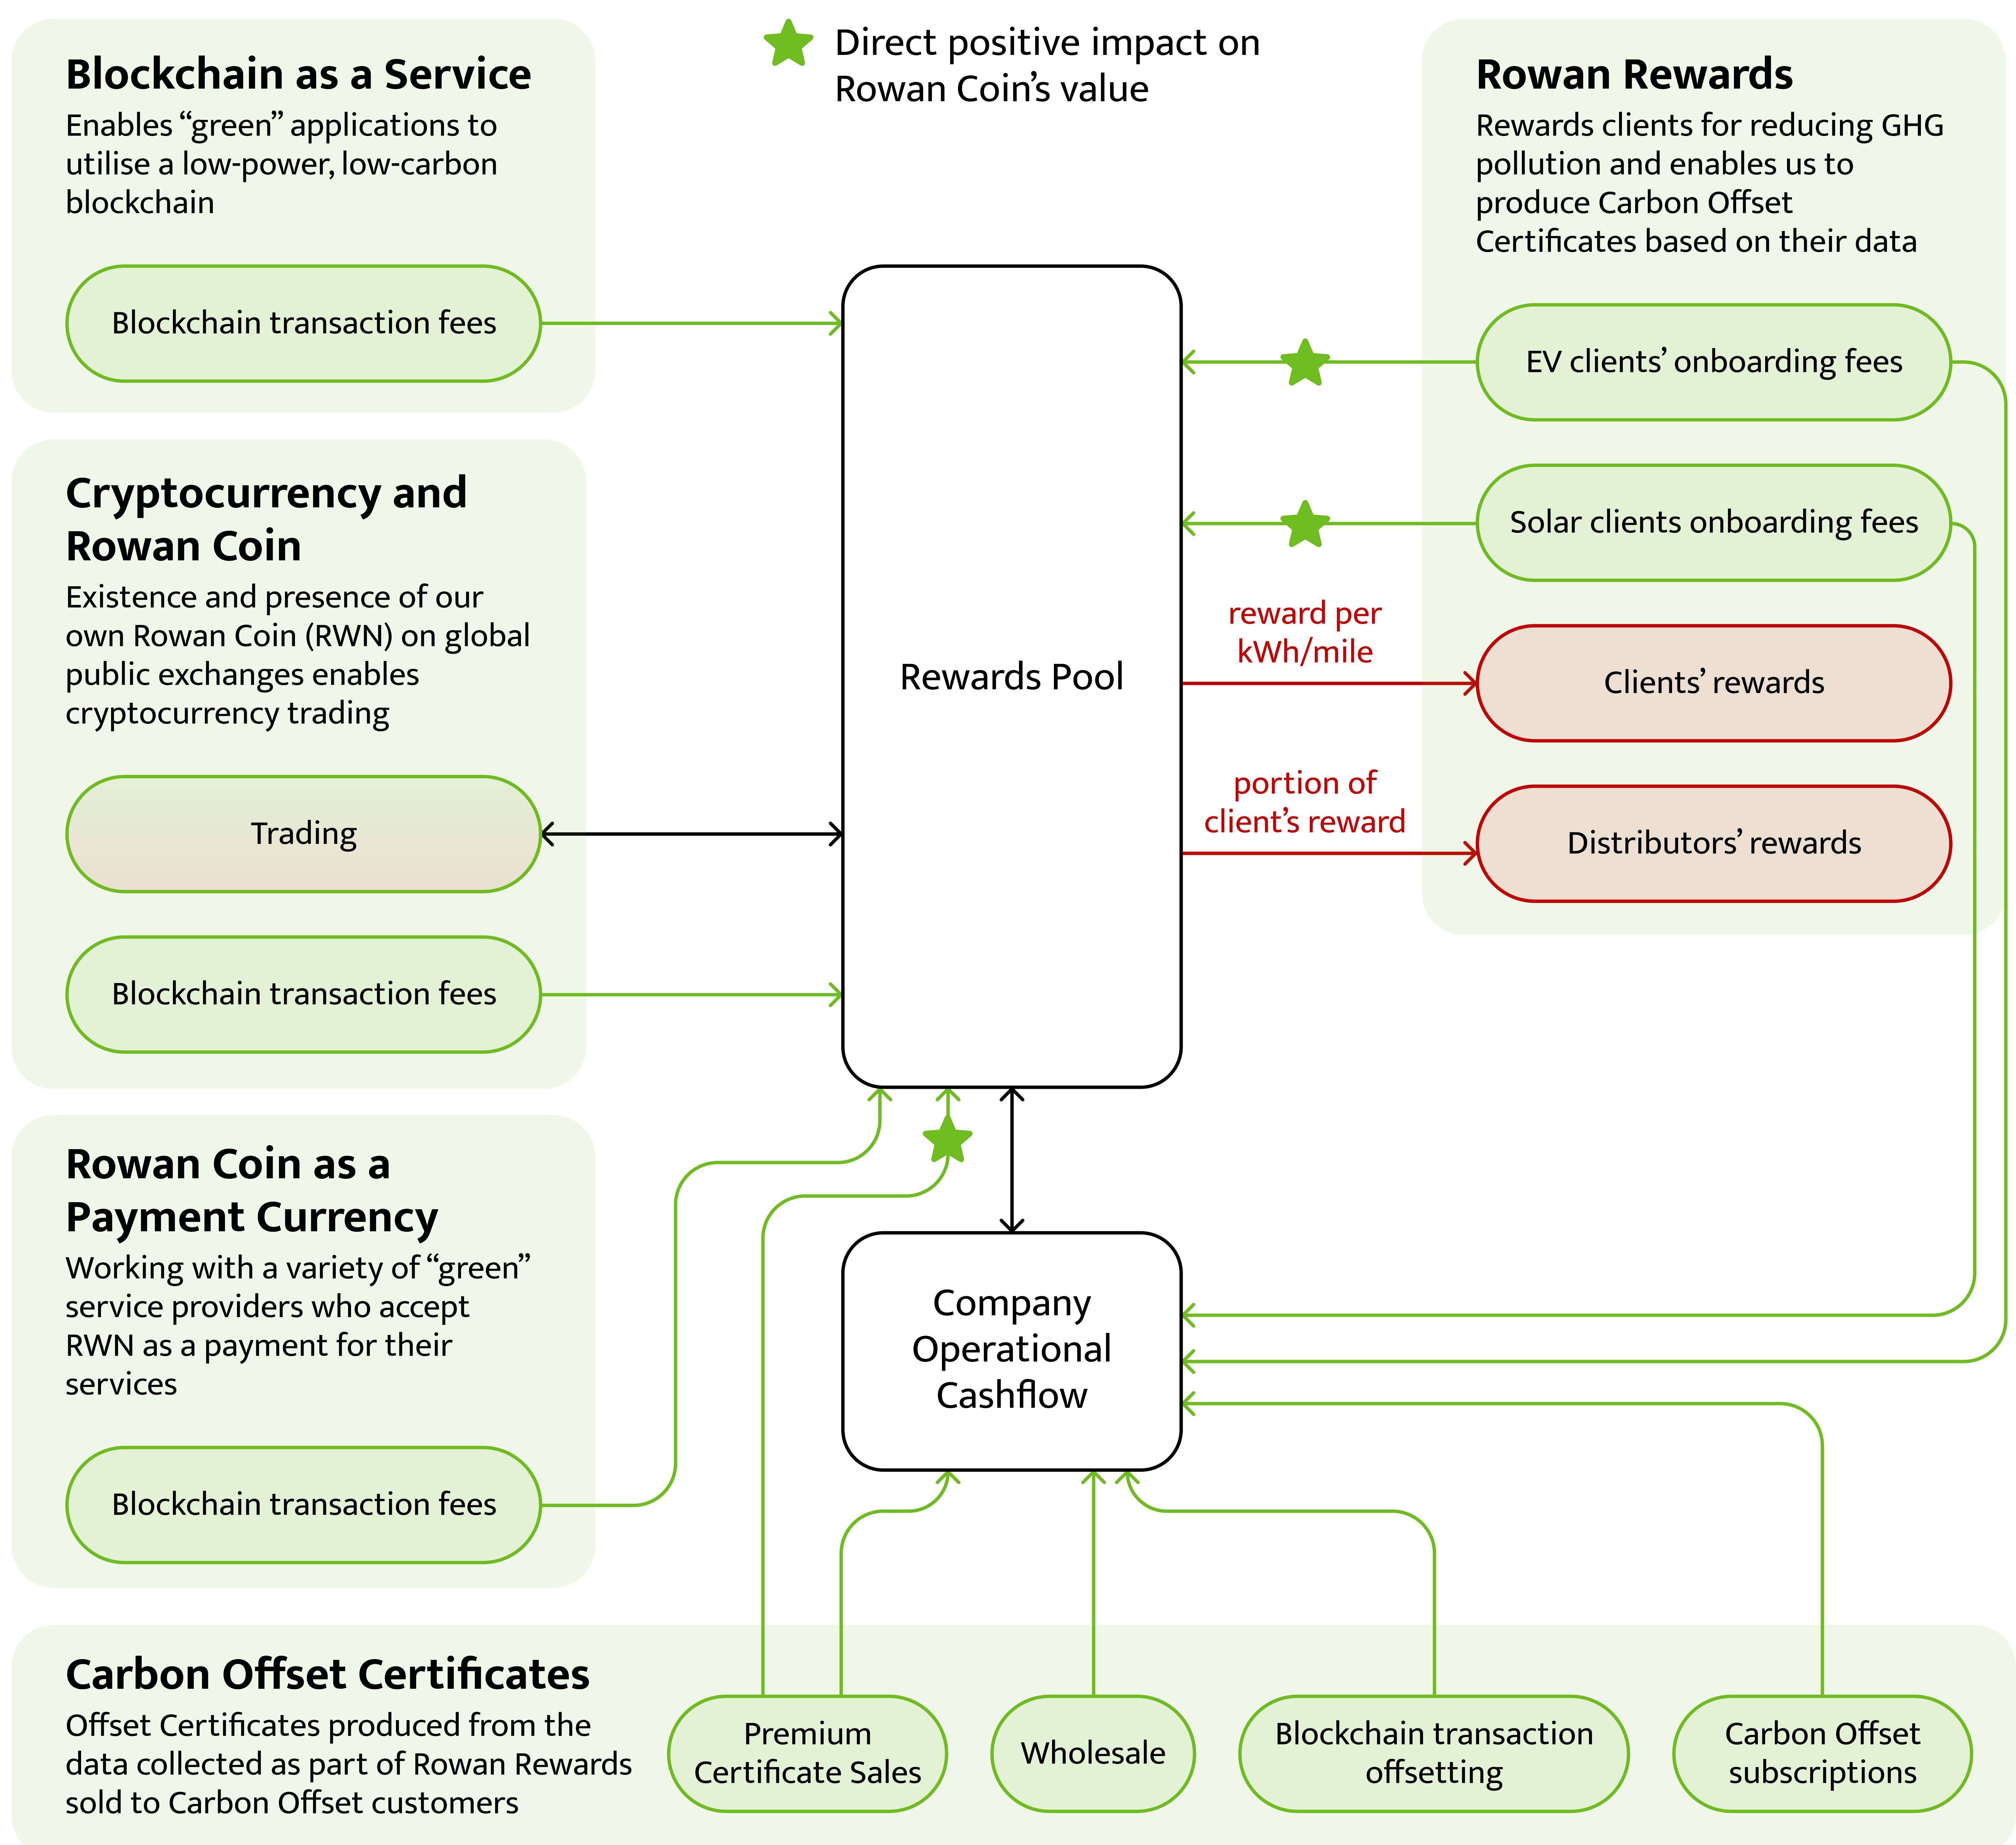 Direct positive impact on
Rowan Coin’s value
Blockchain as a Service
Enables “green” applications to
utilise a low-power, low-carbon
blockchain
Blockchain transaction fees
Cryptocurrency and
Rowan Coin
Existence and presence of our
own Rowan Coin (RWN) on global
public exchanges enables
cryptocurrency trading
Trading
Blockchain transaction fees
Rowan Coin as a
Payment Currency
Working with a variety of “green”
service providers who accept
RWN as a payment for their
services
Blockchain transaction fees
Rewards Pool
Company
Operational
Cashflow
Rowan Rewards
Rewards clients for reducing GHG
pollution and enables us to
produce Carbon Offset
Certificates based on their data
EV clients’ onboarding fees
Solar clients onboarding fees
reward per
kWh/mile
Clients’ rewards
portion of
client’s reward
Distributors’ rewards
Carbon Offset Certificates
Offset Certificates produced from the
data collected as part of Rowan Rewards
sold to Carbon Offset customers
Premium
Certificate Sales
Wholesale
Blockchain transaction
offsetting
Carbon Offset
subscriptions